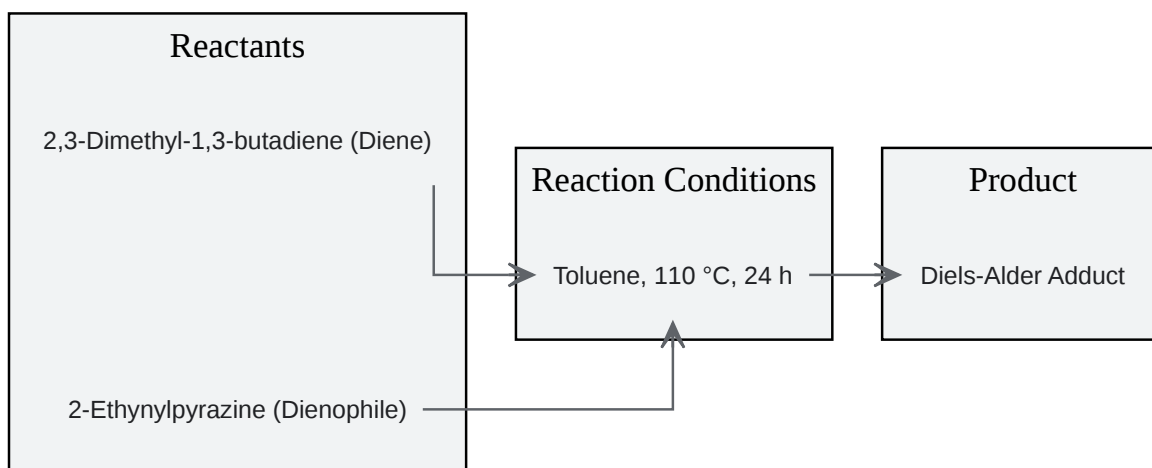 Reactants
2,3-Dimethyl-1,3-butadiene (Diene)
2-Ethynylpyrazine (Dienophile)
Reaction Conditions
Toluene, 110 °C, 24 h
Product
Diels-Alder Adduct